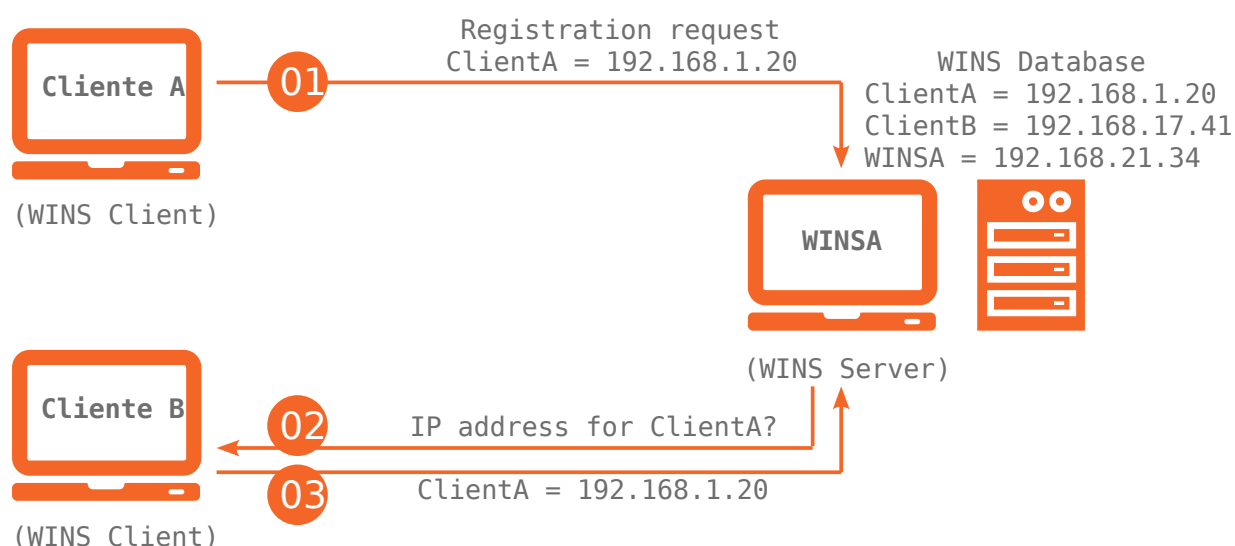 Registration request
ClientA = 192.168.1.20
Cliente A
01
WINS Database
ClientA = 192.168.1.20
ClientB = 192.168.17.41
WINSA = 192.168.21.34
(WINS Client)
WINSA
(WINS Server)
Cliente B
02
IP address for ClientA?
03
ClientA = 192.168.1.20
(WINS Client)